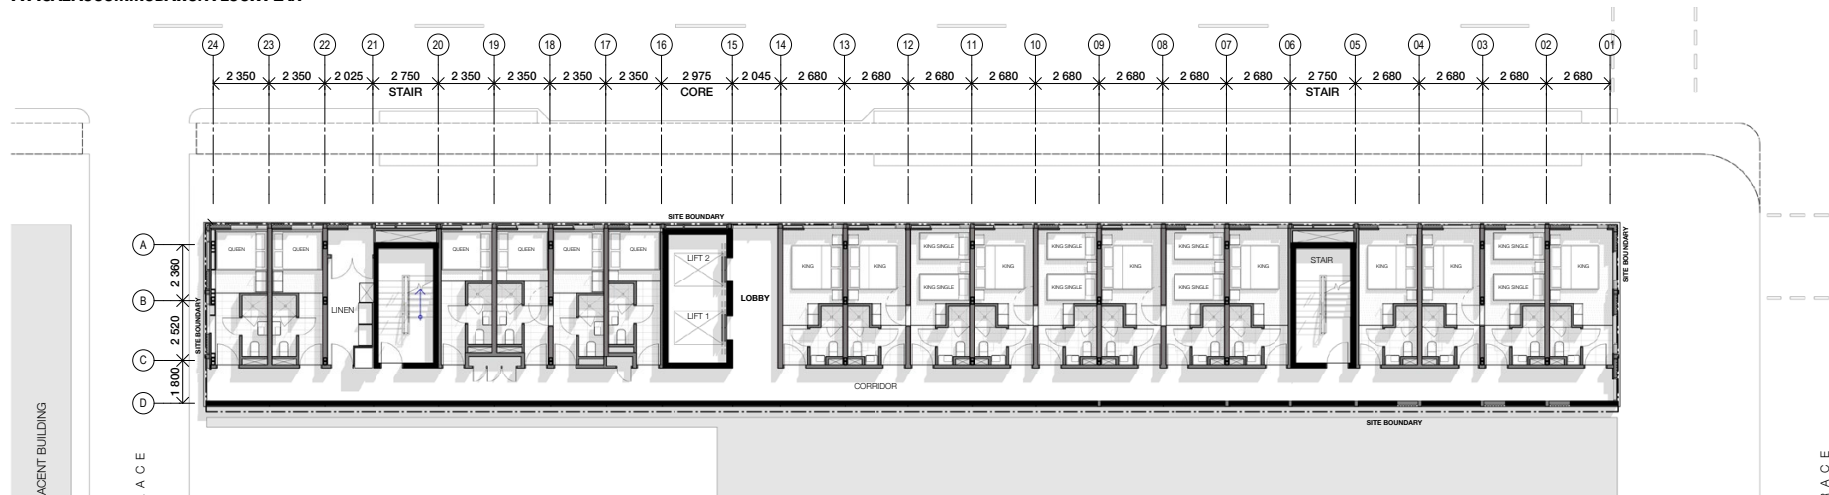 24 23 22 21 20 19 18 17 16 15 14 13 12 11 10 09 08 07 06 05 04 03 02 01
2 350 2 350 2 025 2 750 2 350 2 350 2 350 2 350 2 975 2 045 2 680 2 680 2 680 2 680 2 680 2 680 2 680 2 680 2 750 2 680 2 680 2 680 2 680
STAIR CORE STAIR
SITE BOUNDARY
A
QUEEN QUEEN QUEEN QUEEN QUEEN QUEEN
KING SINGLE KING SINGLE KING SINGLE KING SINGLE
LIFT 2
STAIR
KING KING KING KING KING KING KING KING
SITE BOUNDARY
2 360
KING SINGLE KING SINGLE KING SINGLE KING SINGLE
B
LOBBY
LINEN
LIFT 1
2 520
SITE BOUNDARY
C
1 800
CORRIDOR
D
SITE BOUNDARY
ACENT BUILDING
ACE
ACE